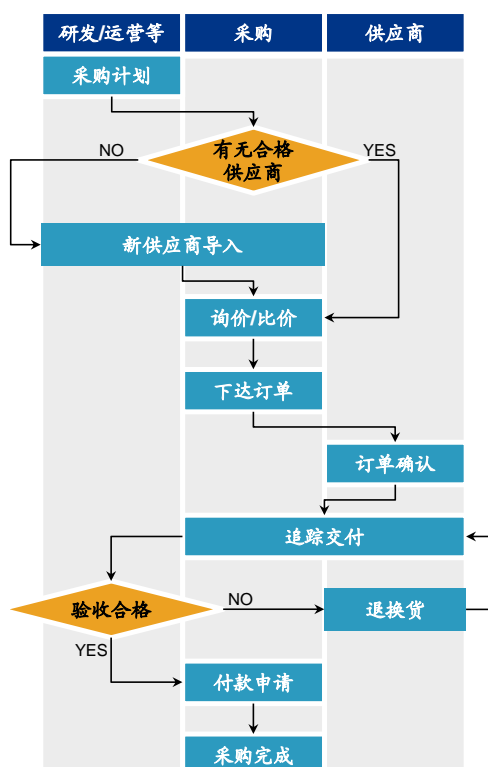 研发/运营等
采购
供应商
采购计划
有无合格
供应商
NO
YES
新供应商导入
询价/比价
下达订单
订单确认
追踪交付
验收合格
NO
退换货
YES
付款申请
采购完成